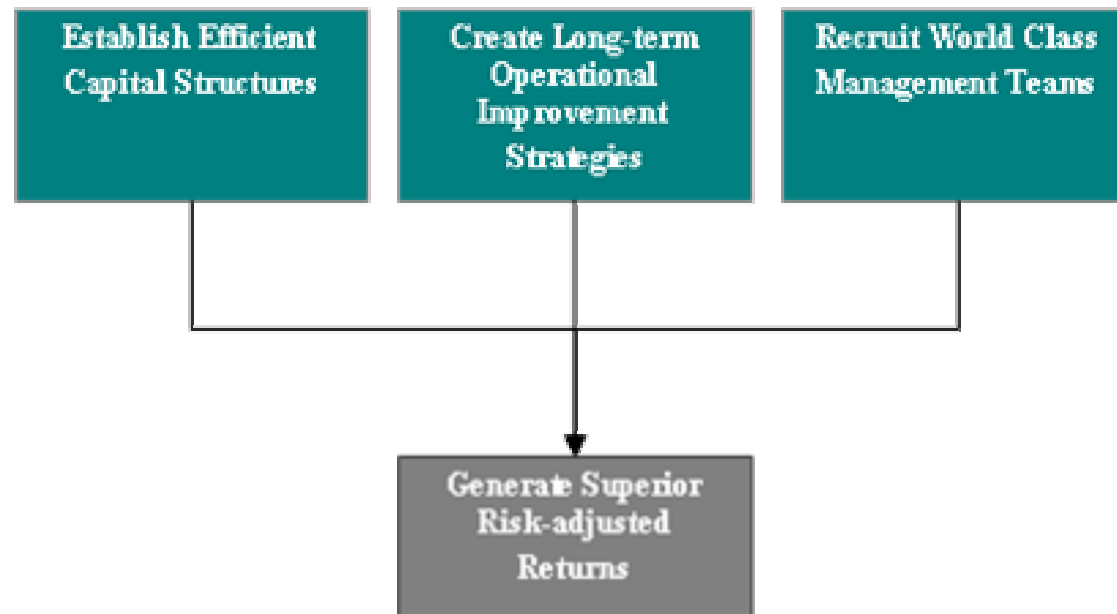 Establish Efficient
Capital Structures
Create Long-term
Operational
Improvement
Strategies
Recruit World Class
Management Teams
Generate Superior
Risk-adjusted
Returns